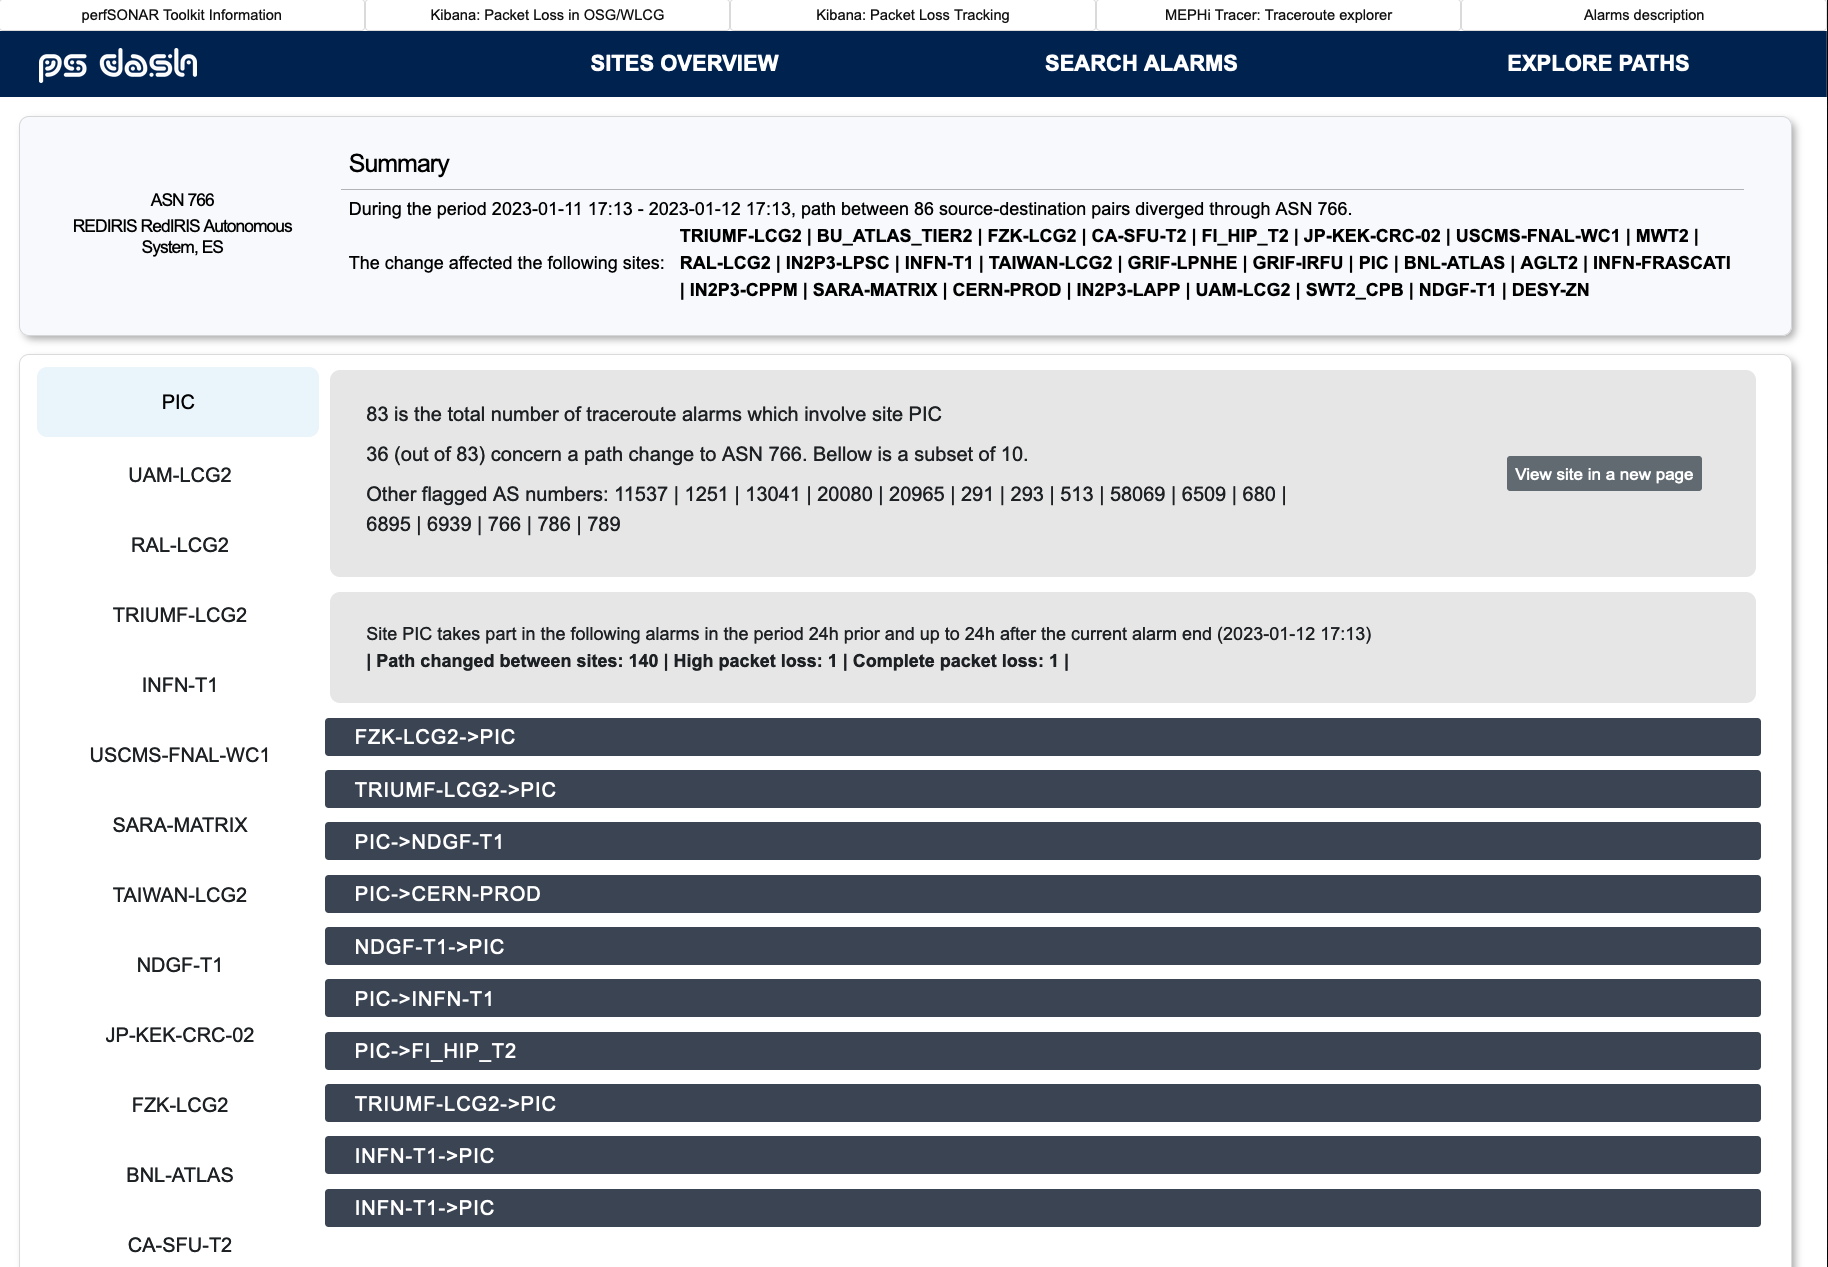 perfSONAR Toolkit Information
Kibana: Packet Loss in OSG/WLCG
Kibana: Packet Loss Tracking
MEPHi Tracer: Traceroute explorer
Alarms description
ps dash
SITES OVERVIEW
SEARCH ALARMS
EXPLORE PATHS
ASN 766
REDIRIS RedIRIS Autonomous
System, ES
Summary
During the period 2023-01-11 17:13 - 2023-01-12 17:13, path between 86 source-destination pairs diverged through ASN 766.
The change affected the following sites:
TRIUMF-LCG2 | BU_ATLAS_TIER2 | FZK-LCG2 | CA-SFU-T2 | FI_HIP_T2 | JP-KEK-CRC-02 | USCMS-FNAL-WC1 | MWT2 |
RAL-LCG2 | IN2P3-LPSC | INFN-T1 | TAIWAN-LCG2 | GRIF-LPNHE | GRIF-IRFU | PIC | BNL-ATLAS | AGLT2 | INFN-FRASCATI
| IN2P3-CPPM | SARA-MATRIX | CERN-PROD | IN2P3-LAPP | UAM-LCG2 | SWT2_CPB | NDGF-T1 | DESY-ZN
PIC
UAM-LCG2
RAL-LCG2
TRIUMF-LCG2
INFN-T1
USCMS-FNAL-WC1
SARA-MATRIX
TAIWAN-LCG2
NDGF-T1
JP-KEK-CRC-02
FZK-LCG2
BNL-ATLAS
CA-SFU-T2
83 is the total number of traceroute alarms which involve site PIC
36 (out of 83) concern a path change to ASN 766. Bellow is a subset of 10.
Other flagged AS numbers: 11537 | 1251 | 13041 | 20080 | 20965 | 291 | 293 | 513 | 58069 | 6509 | 680 |
6895 | 6939 | 766 | 786 | 789
View site in a new page
Site PIC takes part in the following alarms in the period 24h prior and up to 24h after the current alarm end (2023-01-12 17:13)
| Path changed between sites: 140 | High packet loss: 1 | Complete packet loss: 1 |
FZK-LCG2->PIC
TRIUMF-LCG2->PIC
PIC->NDGF-T1
PIC->CERN-PROD
NDGF-T1->PIC
PIC->INFN-T1
PIC->FI_HIP_T2
TRIUMF-LCG2->PIC
INFN-T1->PIC
INFN-T1->PIC